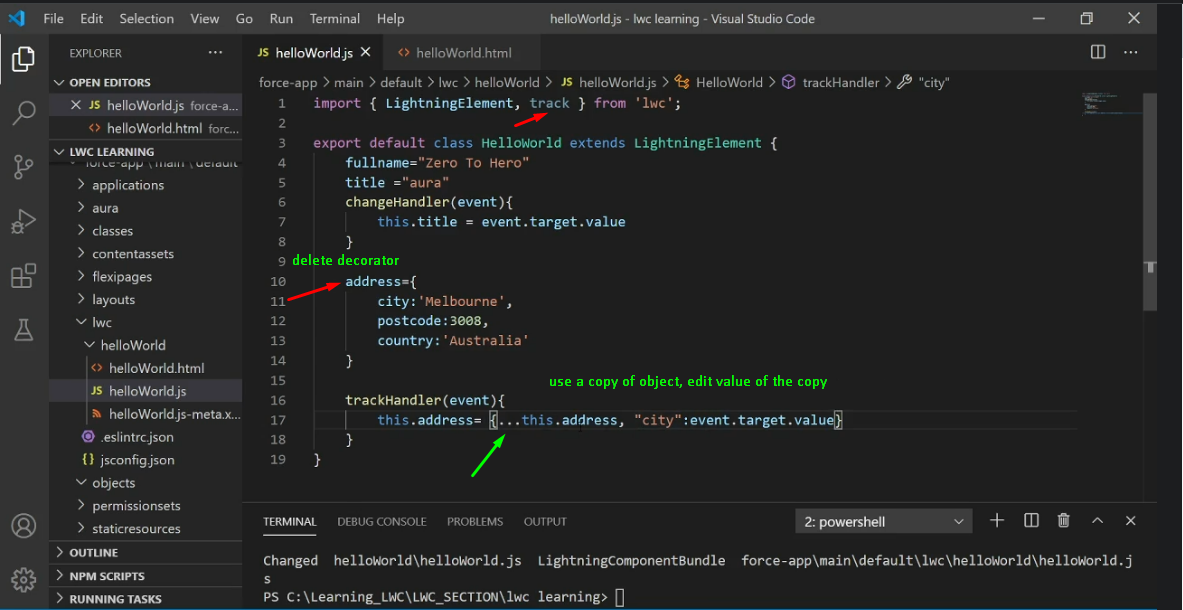 File Edit Selection View Go Run Terminal Help helloWorld.js - lwc learning - Visual Studio Code
EXPLORER ...
JS helloWorld.js <> helloWorld.html ...
OPEN EDITORS
JS helloWorld.js force-a...
<> helloWorld.html forc...
LWC LEARNING
force-app \main \default
applications
aura
classes
contentassets
flexipages
layouts
lwc
helloWorld
<> helloWorld.html
JS helloWorld.js
helloWorld.js-meta.x...
.eslintrc.json
{} jsconfig.json
objects
permissionsets
staticresources
OUTLINE
NPM SCRIPTS
RUNNING TASKS
force-app > main > default > lwc > helloWorld > JS helloWorld.js > HelloWorld > trackHandler > "city"
1 import { LightningElement, track } from 'lwc';
2
3 export default class HelloWorld extends LightningElement {
4 fullname="Zero To Hero"
5 title ="aura"
6 changeHandler(event){
7 this.title = event.target.value
8 }
9 delete decorator
10 address={
11 city:'Melbourne',
12 postcode:3008,
13 country:'Australia'
14 }
15 use a copy of object, edit value of the copy
16 trackHandler(event){
17 this.address= {...this.address, "city":event.target.value}
18 }
19 }
TERMINAL DEBUG CONSOLE PROBLEMS OUTPUT 2: powershell
Changed helloWorld\helloWorld.js LightningComponentBundle force-app\main\default\lwc\helloWorld\helloWorld.j
s
PS C:\Learning_LWC\LWC_SECTION\lwc learning>